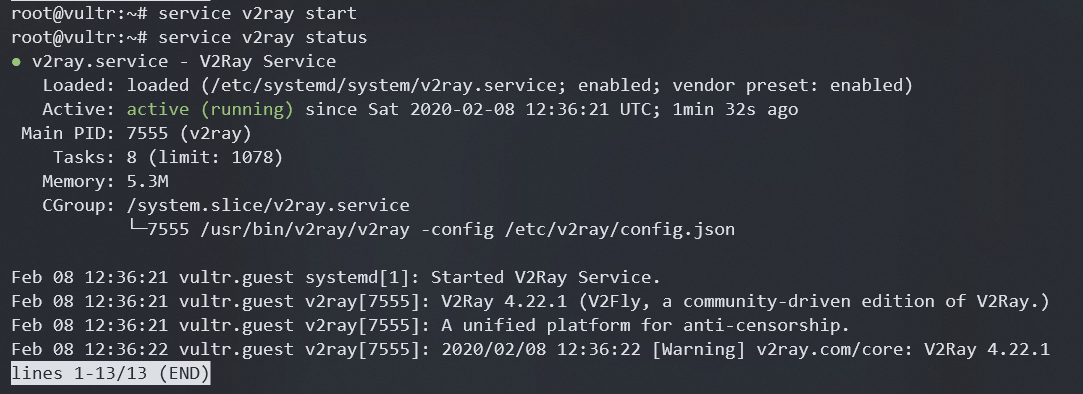 root@vultr:~# service v2ray start
root@vultr:~# service v2ray status
● v2ray.service - V2Ray Service
   Loaded: loaded (/etc/systemd/system/v2ray.service; enabled; vendor preset: enabled)
   Active: active (running) since Sat 2020-02-08 12:36:21 UTC; 1min 32s ago
 Main PID: 7555 (v2ray)
    Tasks: 8 (limit: 1078)
   Memory: 5.3M
   CGroup: /system.slice/v2ray.service
           └─7555 /usr/bin/v2ray/v2ray -config /etc/v2ray/config.json
Feb 08 12:36:21 vultr.guest systemd[1]: Started V2Ray Service.
Feb 08 12:36:21 vultr.guest v2ray[7555]: V2Ray 4.22.1 (V2Fly, a community-driven edition of V2Ray.)
Feb 08 12:36:21 vultr.guest v2ray[7555]: A unified platform for anti-censorship.
Feb 08 12:36:22 vultr.guest v2ray[7555]: 2020/02/08 12:36:22 [Warning] v2ray.com/core: V2Ray 4.22.1
lines 1-13/13 (END)